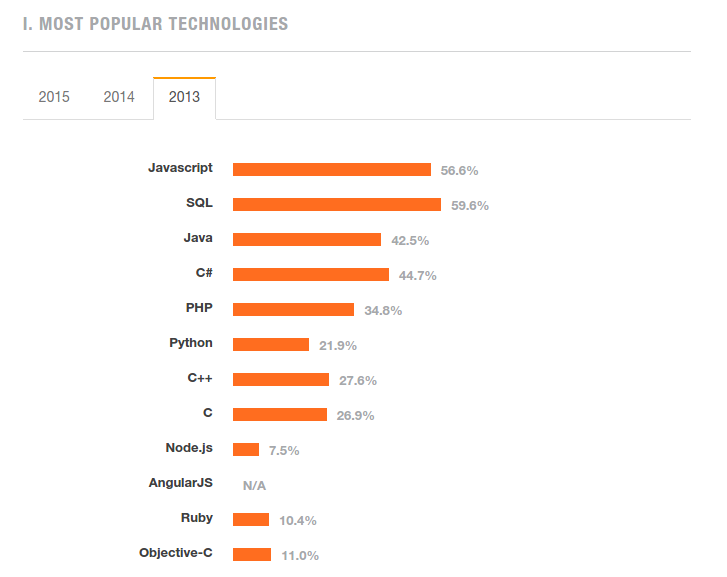 I. MOST POPULAR TECHNOLOGIES
2015 2014 2013
Javascript 56.6%
SQL 59.6%
Java 42.5%
C# 44.7%
PHP 34.8%
Python 21.9%
C++ 27.6%
C 26.9%
Node.js 7.5%
AngularJS N/A
Ruby 10.4%
Objective-C 11.0%